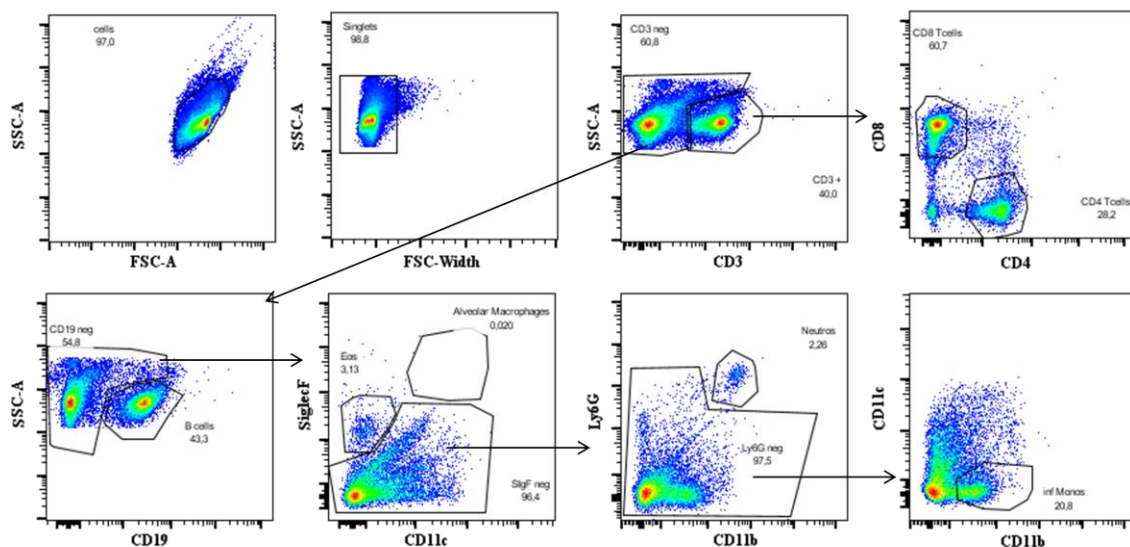 cells
97,0
SSC-A
FSC-A
Singlets
98,8
SSC-A
FSC-Width
CD3 neg
60,8
SSC-A
CD3 +
40,0
CD3
CD8 Tcells
60,7
CD8
CD4 Tcells
28,2
CD4
CD19 neg
54,8
SSC-A
B cells
43,3
CD19
Alveolar Macrophages
0,020
Eos
3,13
SiglecF
SIgF neg
96,4
CD11c
Neutros
2,26
Ly6G
Ly6G neg
97,5
CD11b
CD11c
inf Monos
20,8
CD11b